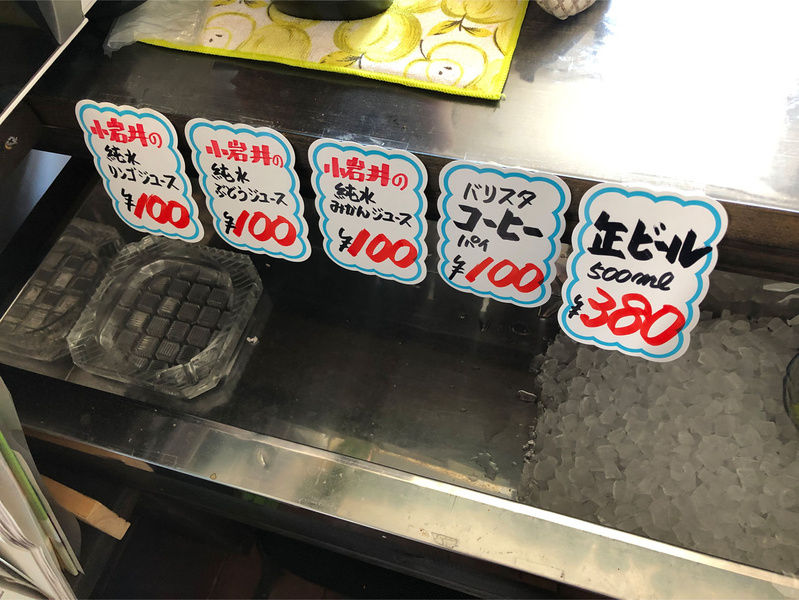 小岩井の
純水
リンゴジュース
¥100
小岩井の
純水
ぶどうジュース
¥100
小岩井の
純水
みかんジュース
¥100
バリスタ
コーヒー
パイ
¥100
缶ビール
500ml
¥380